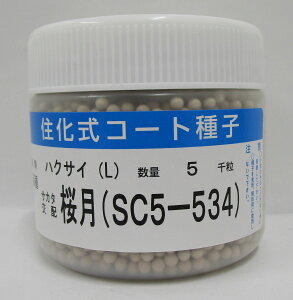 住化式コート種子
ハクサイ(L) 数量 5 千粒
サカタ交配 桜月(SC5-534)